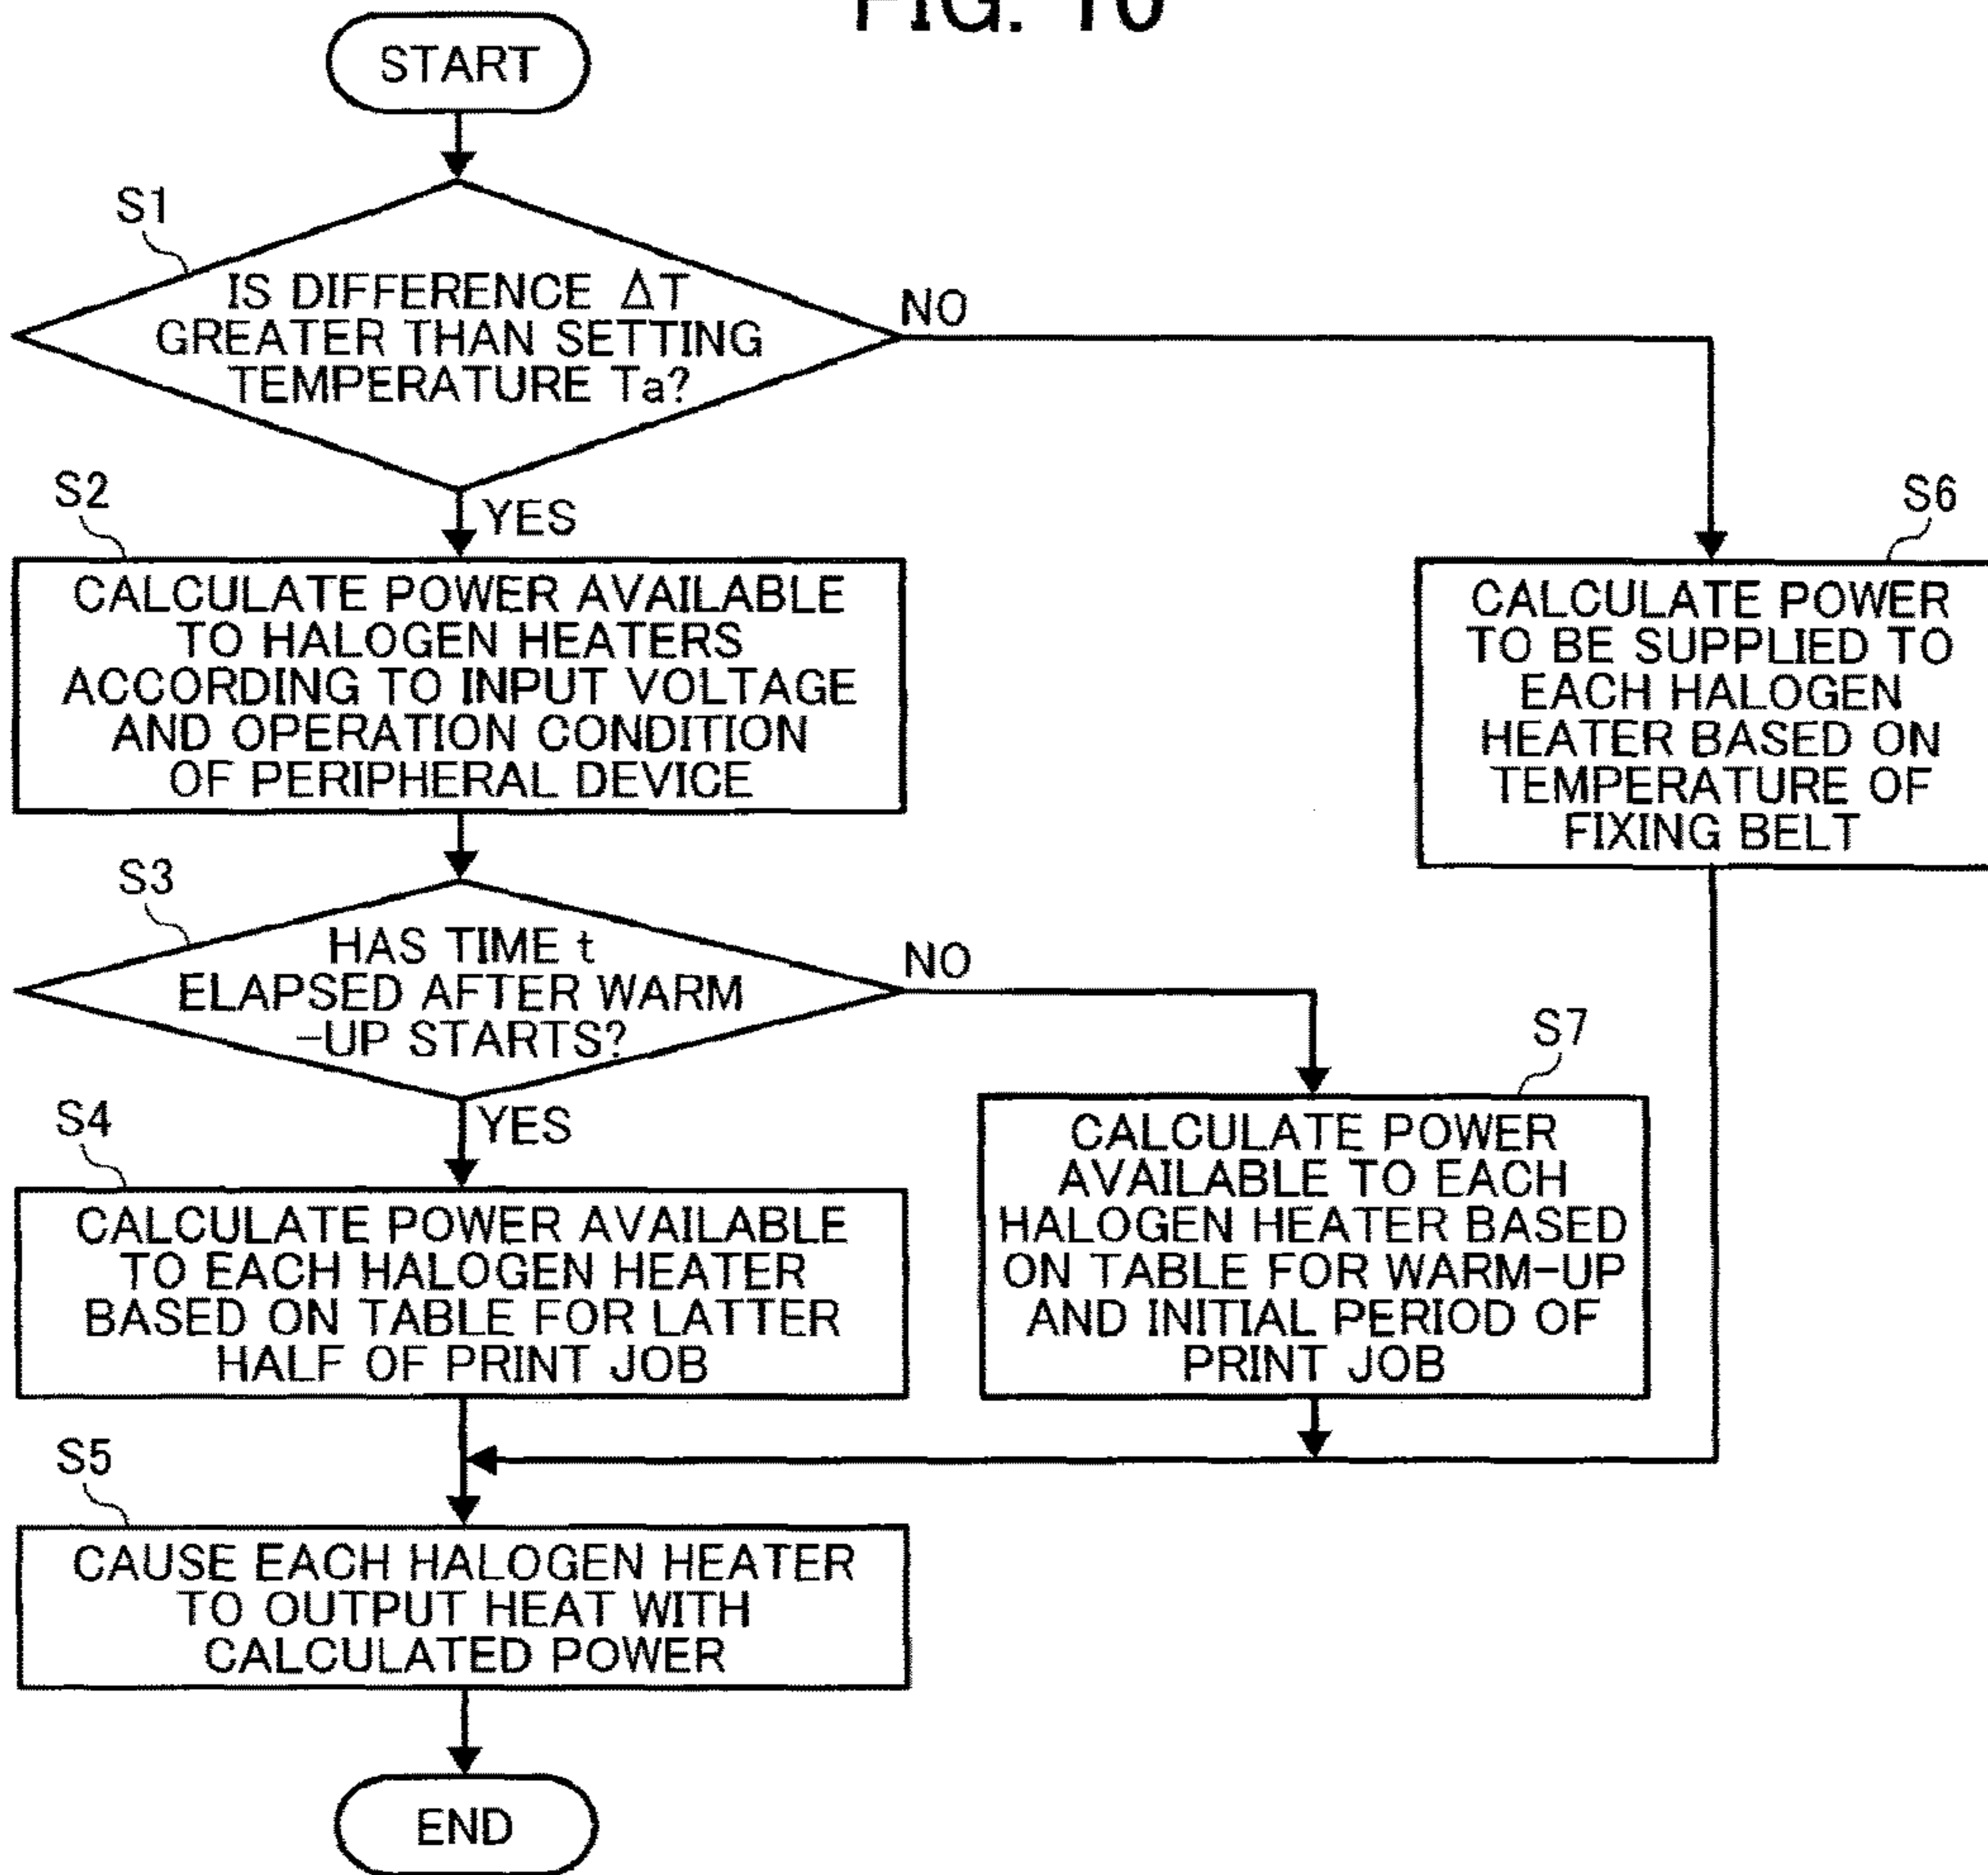 FIG.
START
S1
IS DIFFERENCE ΔT
GREATER THAN SETTING
TEMPERATURE Ta?
NO
YES
S2
CALCULATE POWER AVAILABLE
TO HALOGEN HEATERS
ACCORDING TO INPUT VOLTAGE
AND OPERATION CONDITION
OF PERIPHERAL DEVICE
S6
CALCULATE POWER
TO BE SUPPLIED TO
EACH HALOGEN
HEATER BASED ON
TEMPERATURE OF
FIXING BELT
S3
HAS TIME t
ELAPSED AFTER WARM
-UP STARTS?
NO
YES
S4
CALCULATE POWER AVAILABLE
TO EACH HALOGEN HEATER
BASED ON TABLE FOR LATTER
HALF OF PRINT JOB
S7
CALCULATE POWER
AVAILABLE TO EACH
HALOGEN HEATER BASED
ON TABLE FOR WARM-UP
AND INITIAL PERIOD OF
PRINT JOB
S5
CAUSE EACH HALOGEN HEATER
TO OUTPUT HEAT WITH
CALCULATED POWER
END